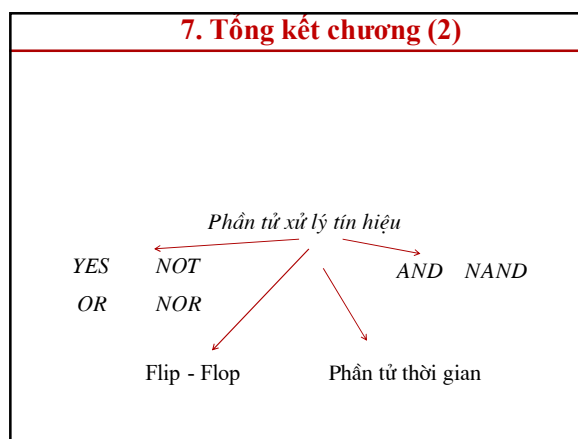 7. Tổng kết chương (2)
Phần tử xử lý tín hiệu
YES NOT AND NAND
OR NOR
Flip - Flop Phần tử thời gian